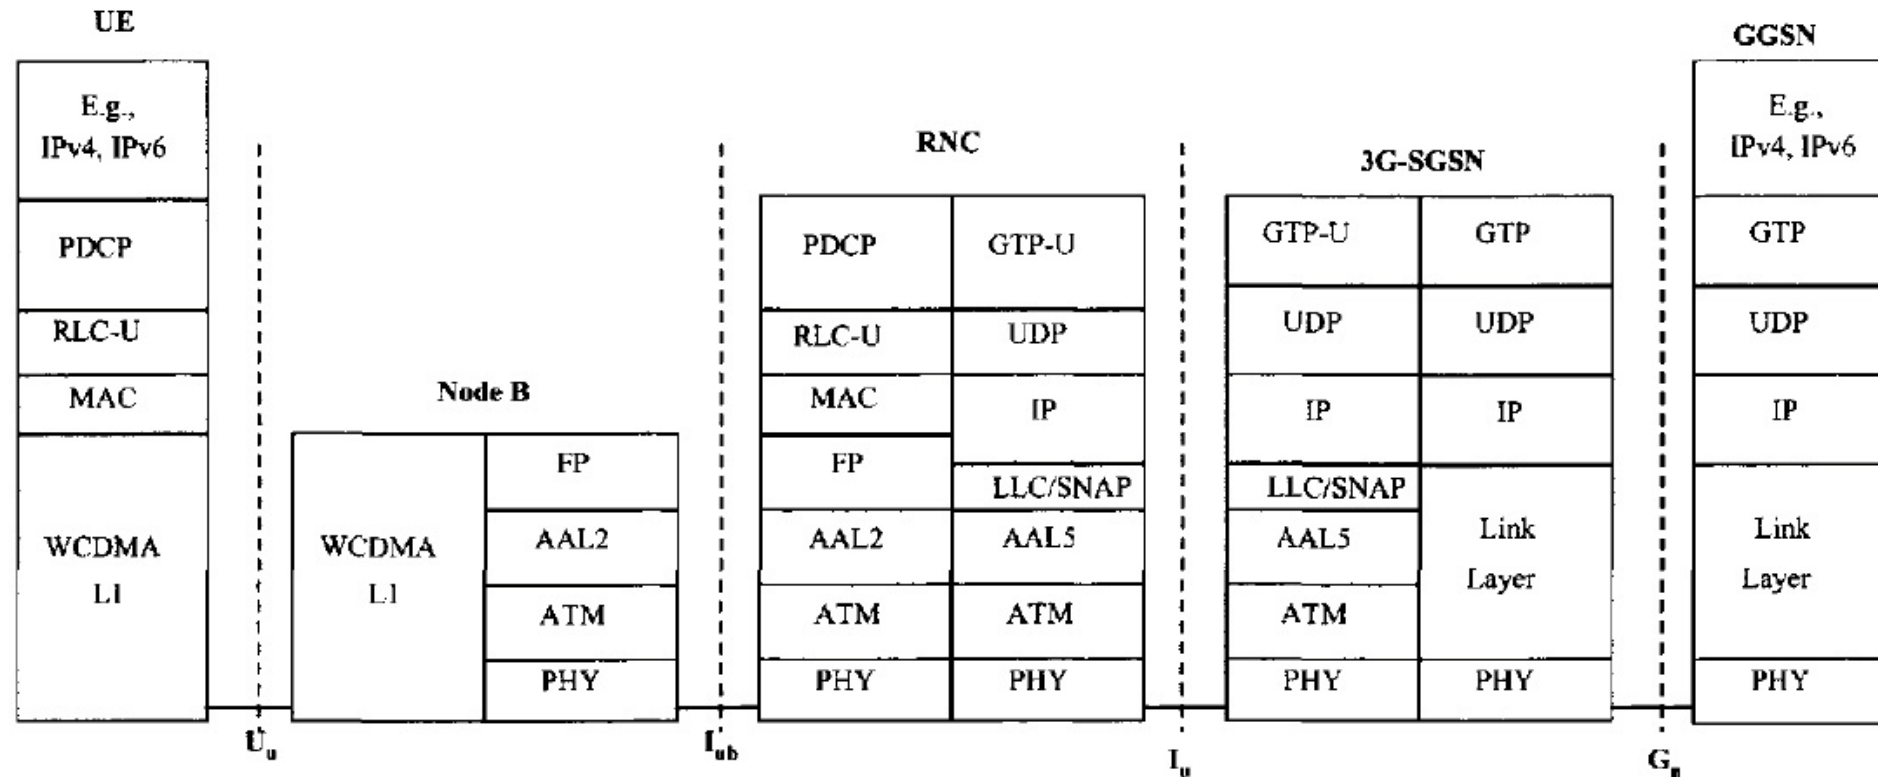 UE
E.g.,
IPv4, IPv6
PDCP
RLC-U
MAC
WCDMA
L1
Node B
WCDMA
L1
FP
AAL2
ATM
PHY
RNC
PDCP
RLC-U
MAC
FP
AAL2
ATM
PHY
GTP-U
UDP
IP
LLC/SNAP
AAL5
ATM
PHY
3G-SGSN
GTP-U
UDP
IP
LLC/SNAP
AAL5
ATM
PHY
GTP
UDP
IP
Link
Layer
PHY
GGSN
E.g.,
IPv4, IPv6
GTP
UDP
IP
Link
Layer
PHY
Uu
Iub
Iu
Gn